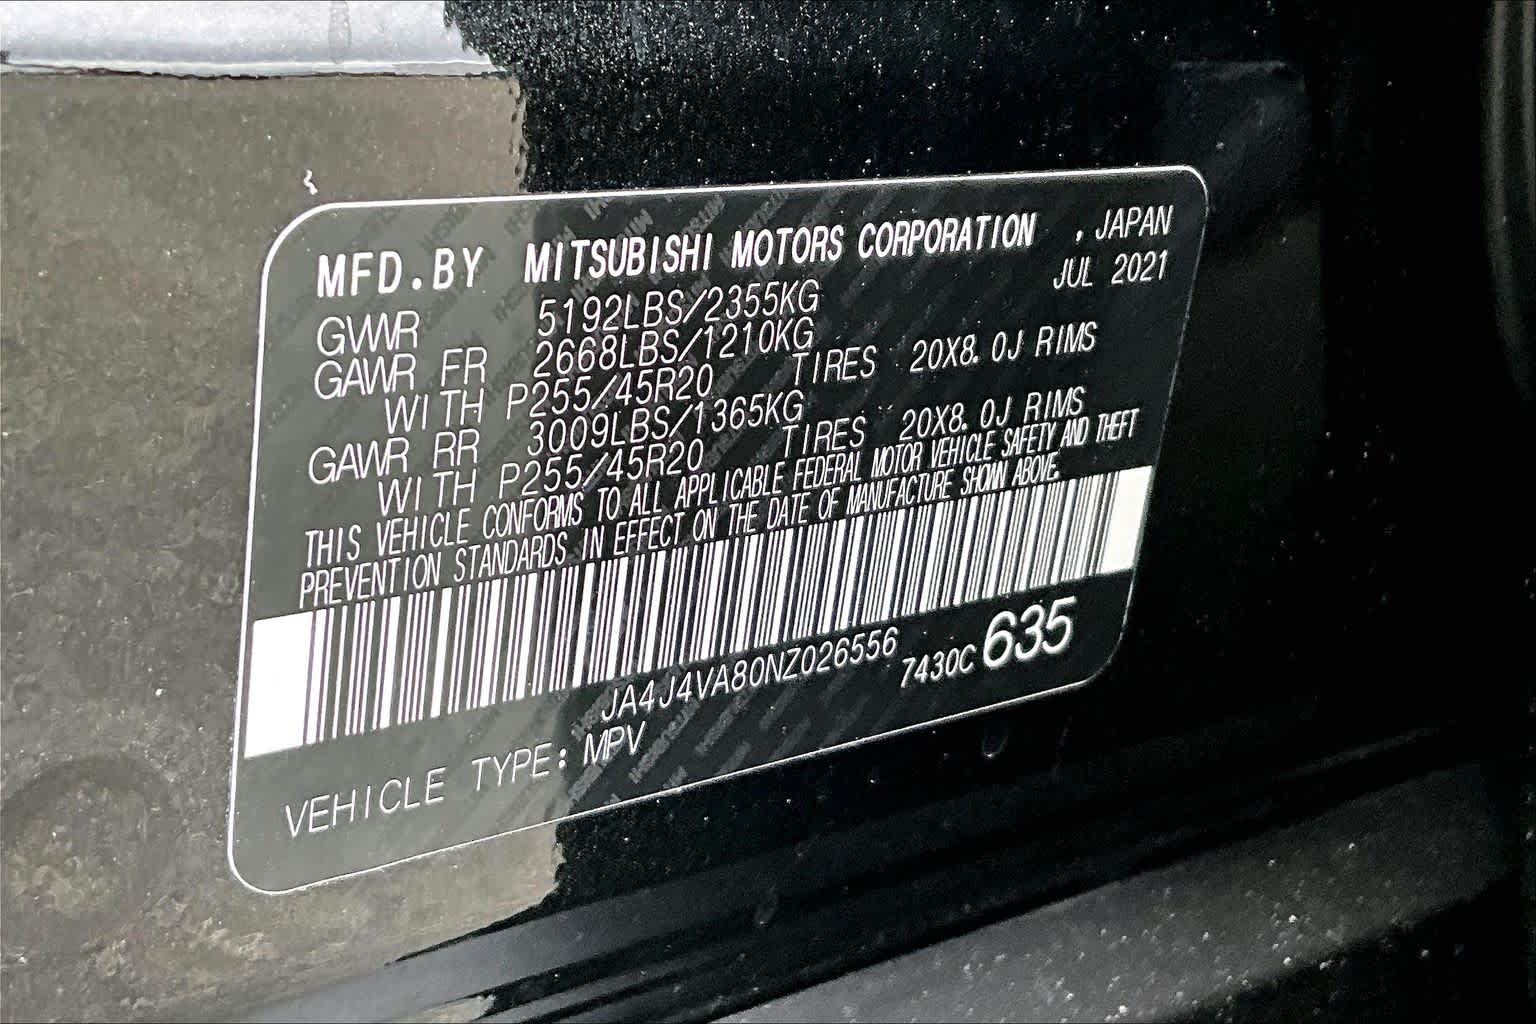 MFD.BY MITSUBISHI MOTORS CORPORATION , JAPAN
JUL 2021
GVWR 5192LBS/2355KG
GAWR FR 2668LBS/1210KG
WITH P255/45R20 TIRES 20X8.0J RIMS
GAWR RR 3009LBS/1365KG
WITH P255/45R20 TIRES 20X8.0J RIMS
THIS VEHICLE CONFORMS TO ALL APPLICABLE FEDERAL MOTOR VEHICLE SAFETY AND THEFT
PREVENTION STANDARDS IN EFFECT ON THE DATE OF MANUFACTURE SHOWN ABOVE.
JA4J4VA80NZ026556 7430C 635
VEHICLE TYPE: MPV